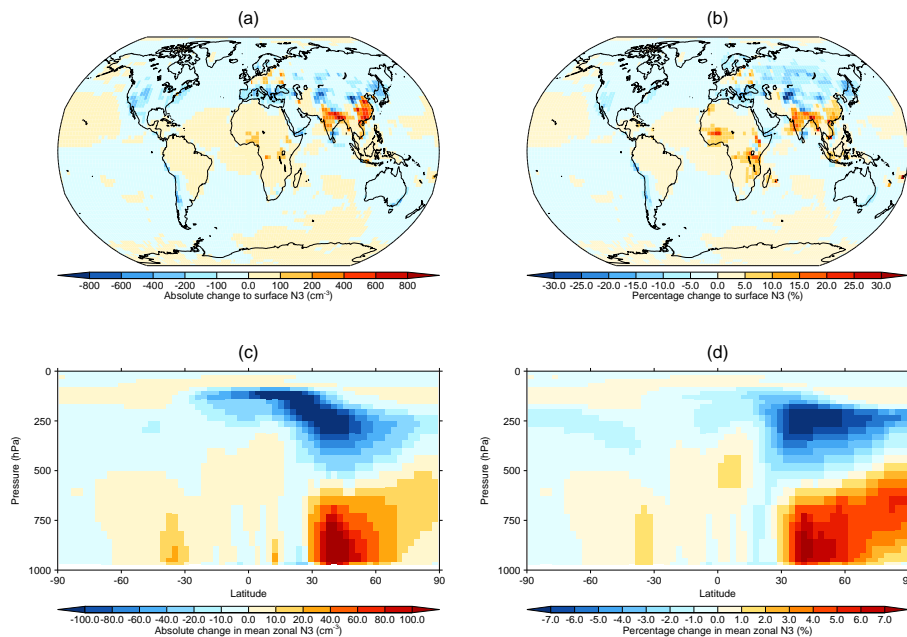 (a)
(b)
-800 -600 -400 -200 -100 0.0 100 200 400 600 800
Absolute change to surface N3 (cm⁻³)
-30.0 -25.0 -20.0 -15.0 -10.0 -5.0 0.0 5.0 10.0 15.0 20.0 25.0 30.0
Percentage change to surface N3 (%)
(c)
(d)
0
250
500
750
1000
Pressure (hPa)
-90 -60 -30 0 30 60 90
Latitude
-100.0 -80.0 -60.0 -40.0 -20.0 -10.0 0.0 10.0 20.0 40.0 60.0 80.0 100.0
Absolute change in mean zonal N3 (cm⁻³)
0
250
500
750
1000
Pressure (hPa)
-90 -60 -30 0 30 60 90
Latitude
-7.0 -6.0 -5.0 -4.0 -3.0 -2.0 -1.0 0.0 1.0 2.0 3.0 4.0 5.0 6.0 7.0
Percentage change in mean zonal N3 (%)